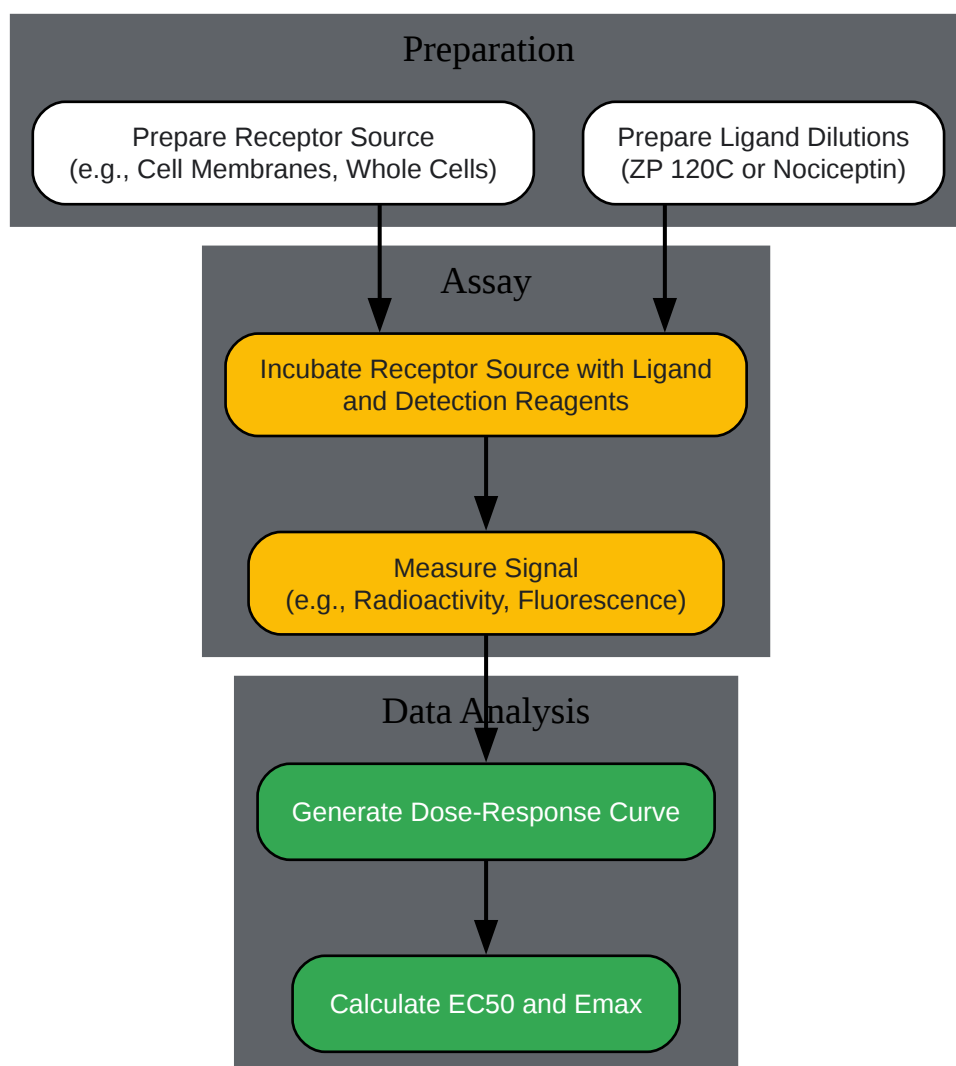 Preparation
Prepare Receptor Source
(e.g., Cell Membranes, Whole Cells)
Prepare Ligand Dilutions
(ZP 120C or Nociceptin)
Assay
Incubate Receptor Source with Ligand
and Detection Reagents
Measure Signal
(e.g., Radioactivity, Fluorescence)
Data Analysis
Generate Dose-Response Curve
Calculate EC50 and Emax